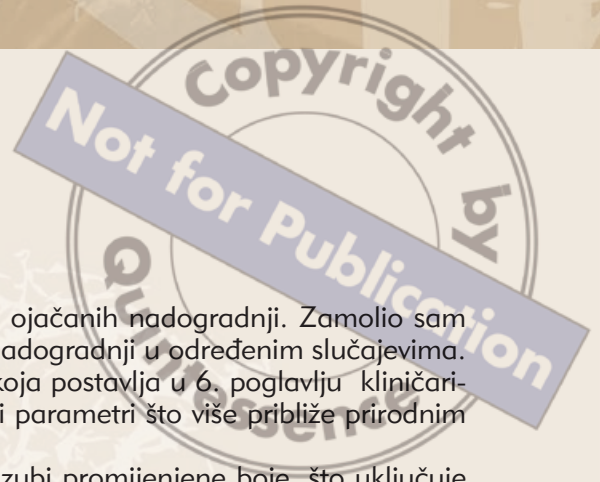 Copyright by
Not for Publication
Quintessence
ojačanih nadogradnji. Zamolio sam
adogradnji u određenim slučajevima.
koja postavlja u 6. poglavlju kliničari-
i parametri što više približe prirodnim
zubi promijenjene boje, što uključuje